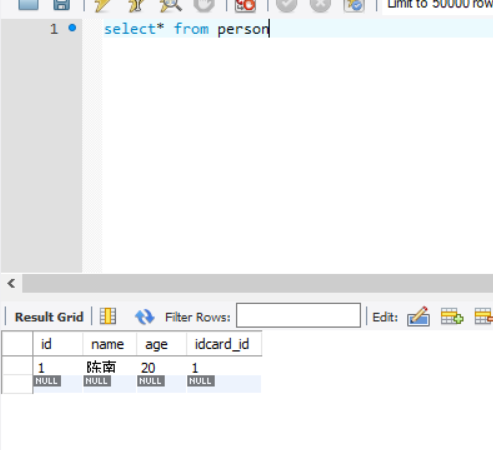 Limit to 50000 row
1 select* from person
Result Grid Filter Rows: Edit:
id name age idcard_id
1 陈南 20 1
NULL NULL NULL NULL